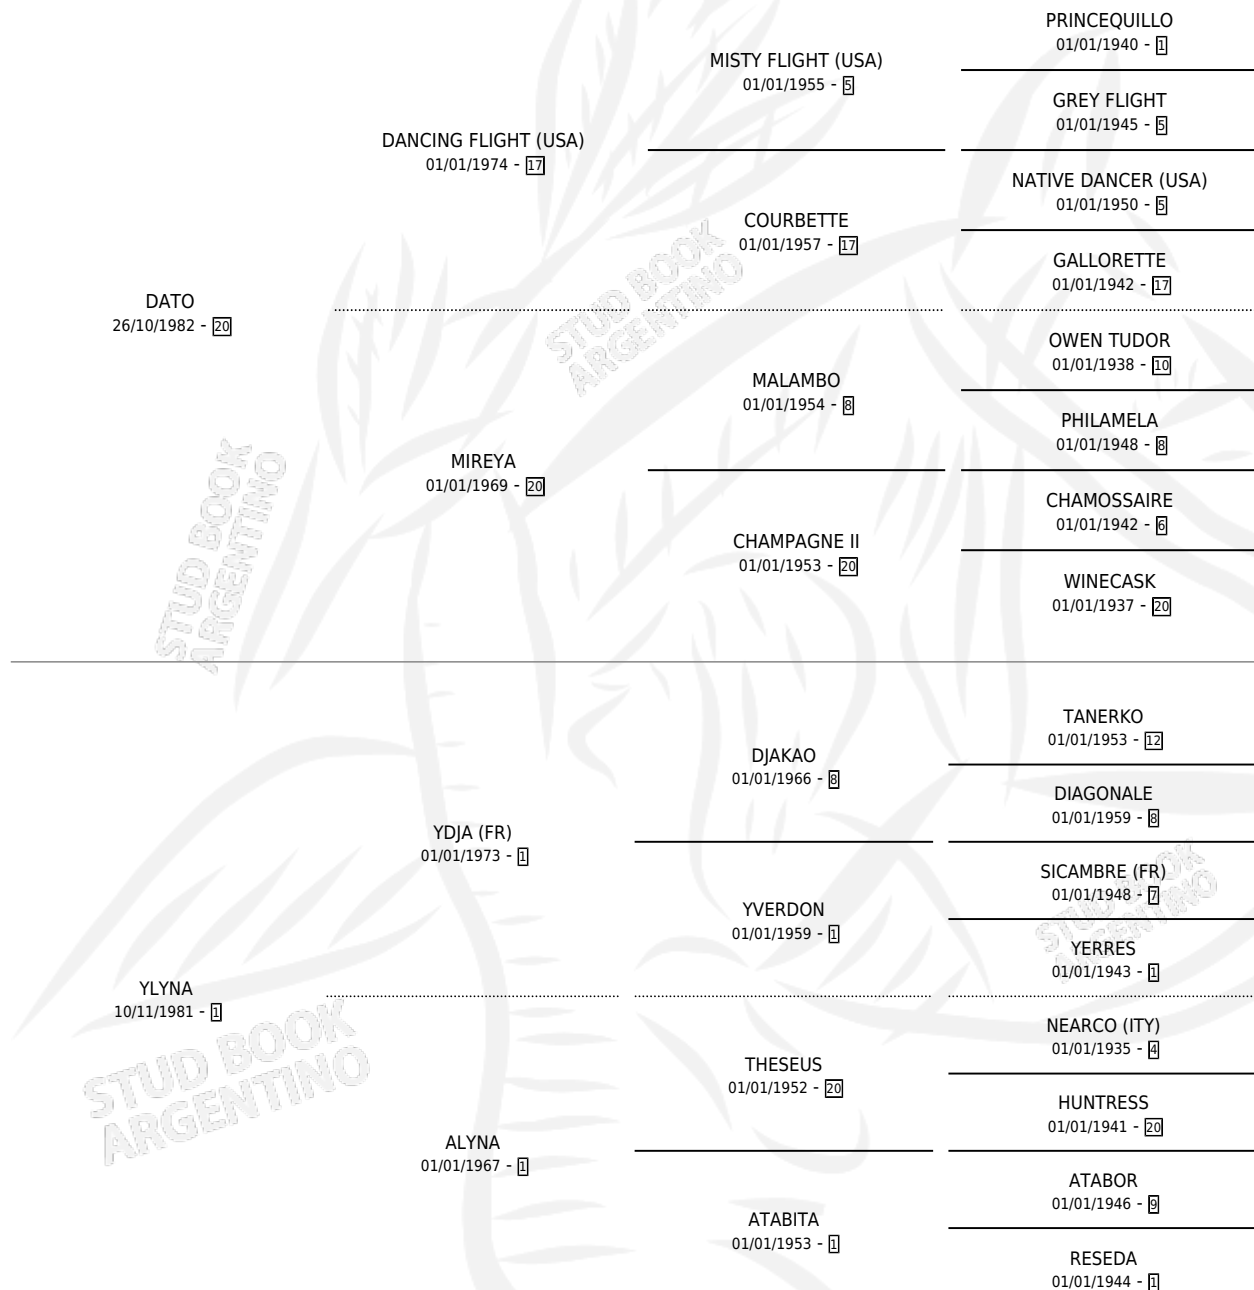 PRINCEQUILLO
01/01/1940 - 1
MISTY FLIGHT (USA)
01/01/1955 - 5
GREY FLIGHT
01/01/1945 - 5
DANCING FLIGHT (USA)
01/01/1974 - 17
NATIVE DANCER (USA)
01/01/1950 - 5
COURBETTE
01/01/1957 - 17
GALLORETTE
01/01/1942 - 17
DATO
26/10/1982 - 20
OWEN TUDOR
01/01/1938 - 10
MALAMBO
01/01/1954 - 8
PHILAMELA
01/01/1948 - 8
MIREYA
01/01/1969 - 20
CHAMOSSAIRE
01/01/1942 - 6
CHAMPAGNE II
01/01/1953 - 20
WINECASK
01/01/1937 - 20
TANERKO
01/01/1953 - 12
DJAKAO
01/01/1966 - 8
DIAGONALE
01/01/1959 - 8
YDJA (FR)
01/01/1973 - 1
SICAMBRE (FR)
01/01/1948 - 7
YVERDON
01/01/1959 - 1
YERRES
01/01/1943 - 1
YLYNA
10/11/1981 - 1
NEARCO (ITY)
01/01/1935 - 4
THESEUS
01/01/1952 - 20
HUNTRESS
01/01/1941 - 20
ALYNA
01/01/1967 - 1
ATABOR
01/01/1946 - 9
ATABITA
01/01/1953 - 1
RESEDA
01/01/1944 - 1
STUD BOOK
ARGENTINO
STUD BOOK
ARGENTINO
STUD BOOK
ARGENTINO
STUD BOOK
ARGENTINO